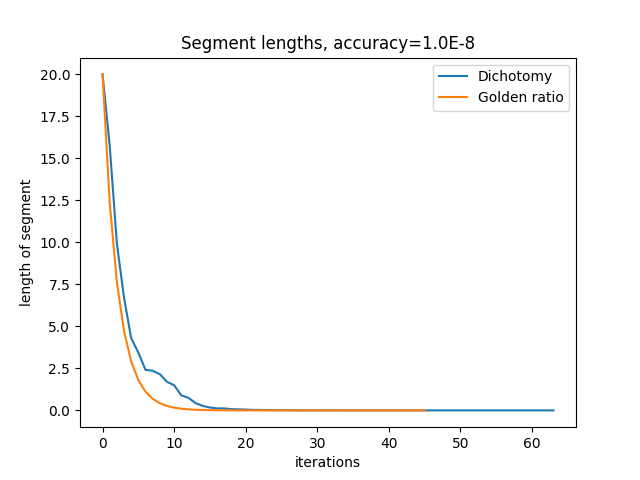 Segment lengths, accuracy=1.0E-8
Dichotomy
Golden ratio
length of segment
20.0
17.5
15.0
12.5
10.0
7.5
5.0
2.5
0.0
0 10 20 30 40 50 60
iterations